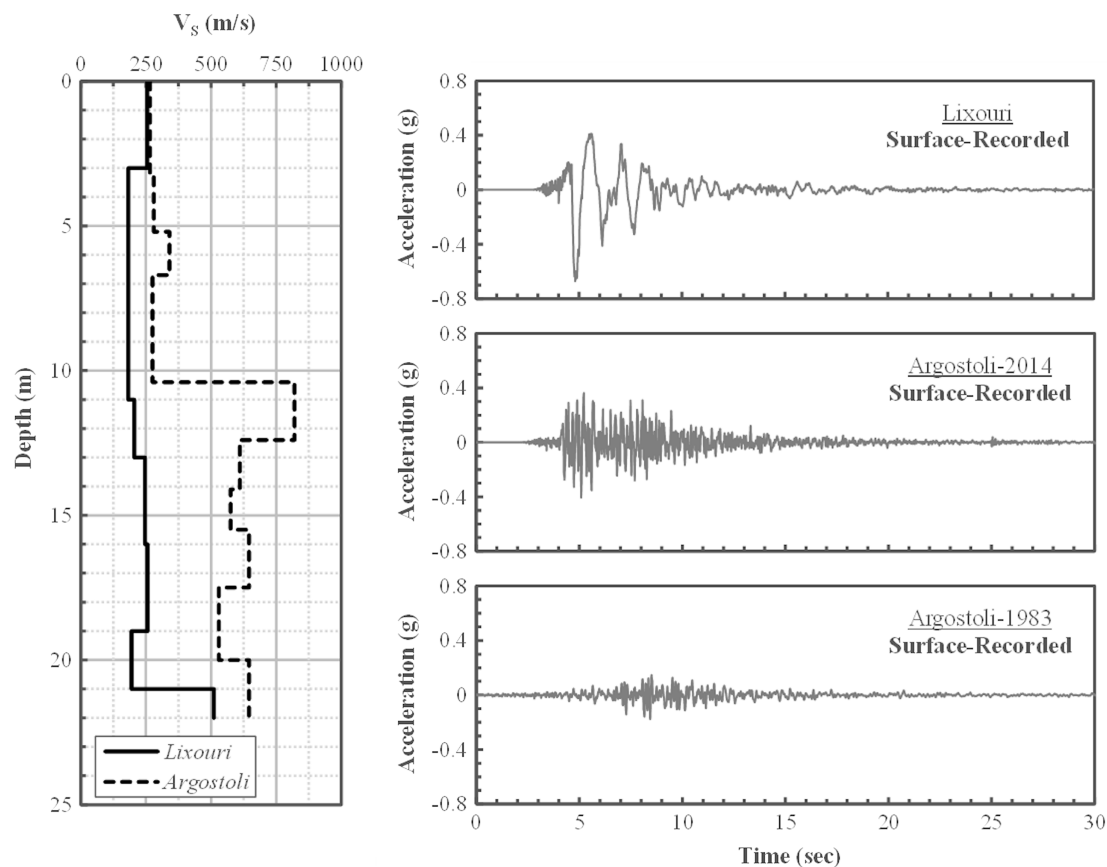 V_S (m/s)
0 250 500 750 1000
0
5
10
15
20
25
Depth (m)
Lixouri
Argostoli
0.8
0.4
0
-0.4
-0.8
Acceleration (g)
Lixouri
Surface-Recorded
0.8
0.4
0
-0.4
-0.8
Acceleration (g)
Argostoli-2014
Surface-Recorded
0.8
0.4
0
-0.4
-0.8
Acceleration (g)
Argostoli-1983
Surface-Recorded
0 5 10 15 20 25 30
Time (sec)